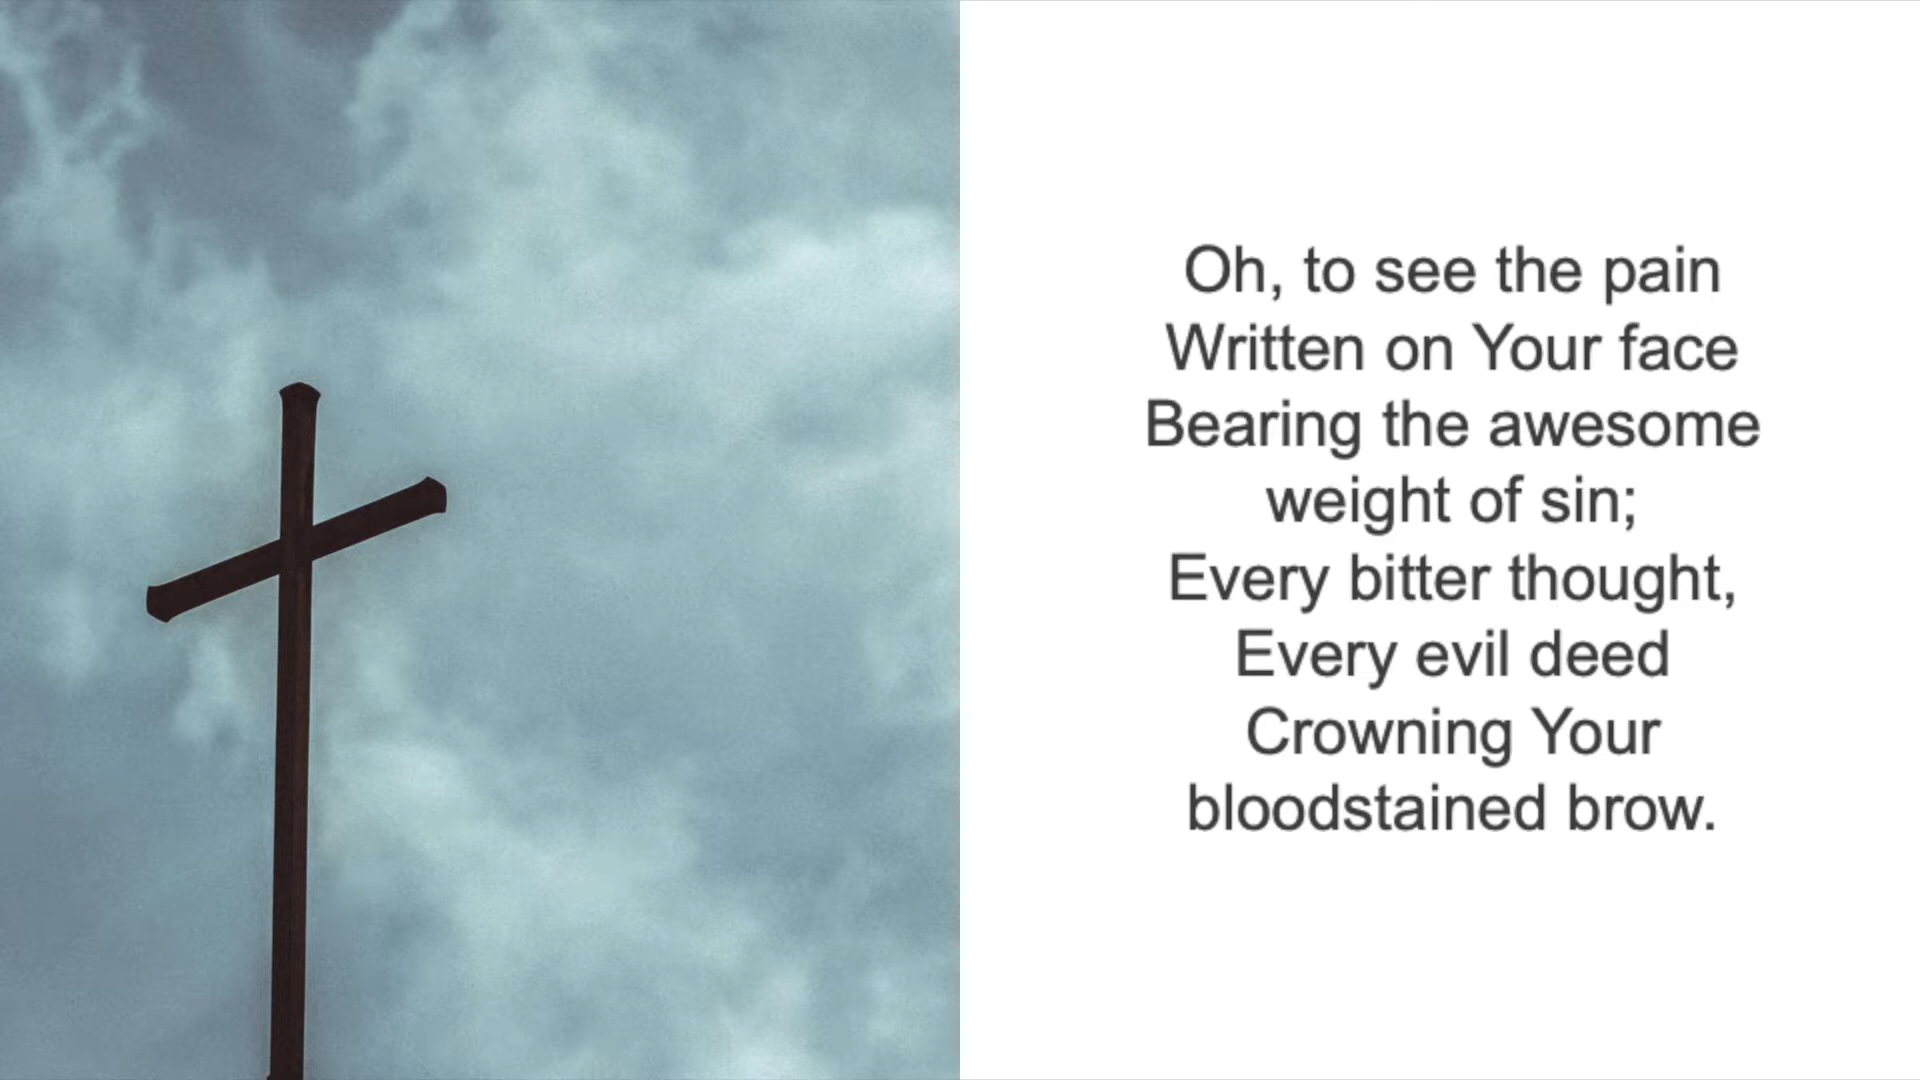 Oh, to see the pain
Written on Your face
Bearing the awesome
weight of sin;
Every bitter thought,
Every evil deed
Crowning Your
bloodstained brow.